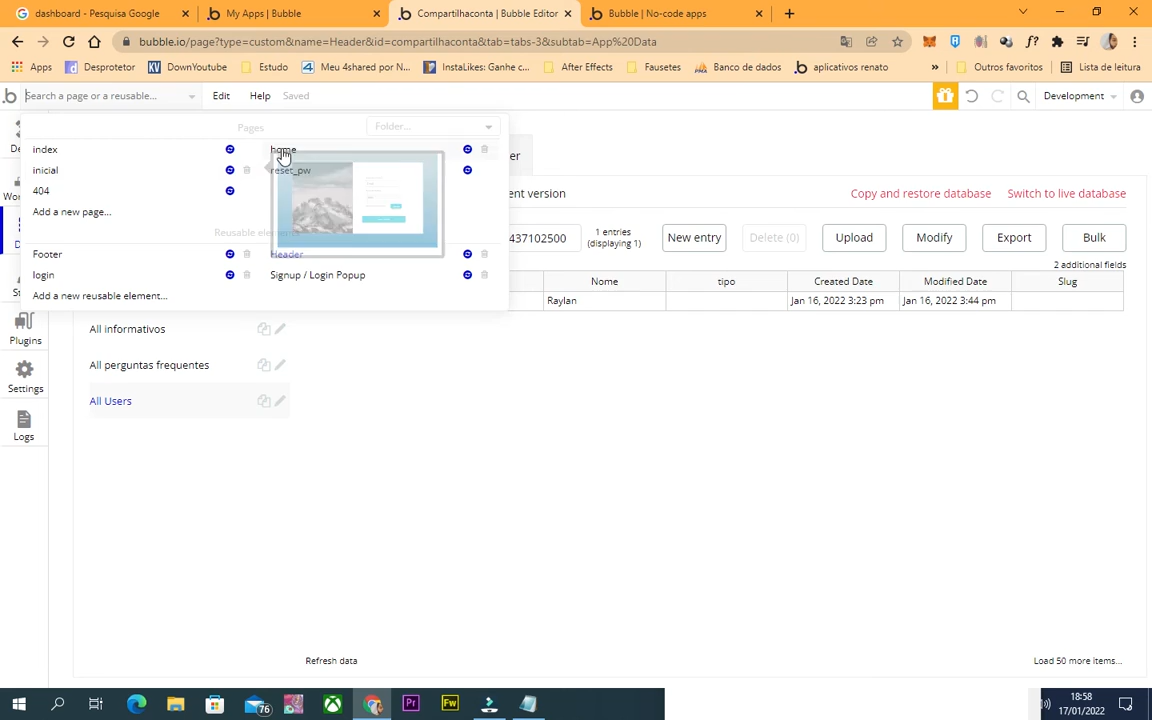 dashboard - Pesquisa Google
My Apps | Bubble
Compartilhaconta | Bubble Editor
Bubble | No-code apps
bubble.io/page?type=custom&name=Header&id=compartilhaconta&tab=tabs-3&subtab=App%20Data
Apps
Desprotetor
DownYoutube
Estudo
Meu 4shared por N...
InstaLikes: Ganhe c...
After Effects
Fausetes
Banco de dados
aplicativos renato
»
Outros favoritos
Lista de leitura
Search a page or a reusable...
Edit
Help
Saved
Development
Pages
Folder...
index
home
inicial
reset_pw
404
Add a new page...
Reusable elements
Footer
Header
login
Signup / Login Popup
Add a new reusable element...
Copy and restore database
Switch to live database
437102500
1 entries
(displaying 1)
New entry
Delete (0)
Upload
Modify
Export
Bulk
2 additional fields
Name
tipo
Created Date
Modified Date
Slug
Raylan
Jan 16, 2022 3:23 pm
Jan 16, 2022 3:44 pm
Plugins
Settings
Logs
All informativos
All perguntas frequentes
All Users
Refresh data
Load 50 more items...
76
Pr
Fw
18:58
17/01/2022